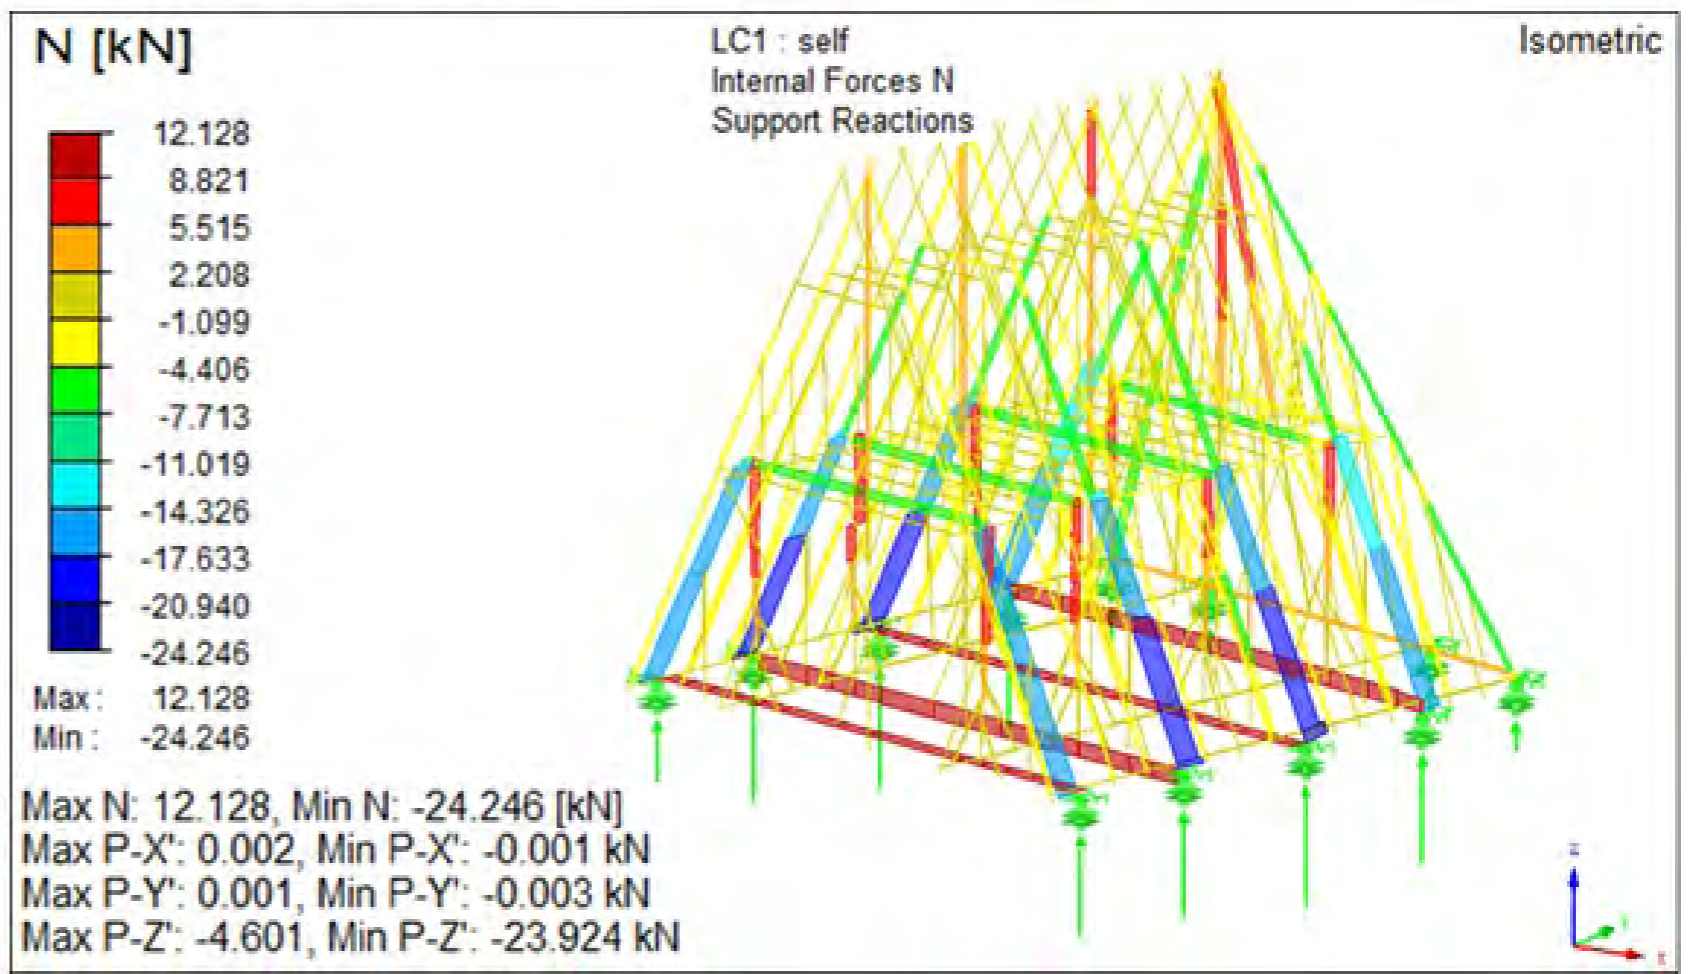 N [kN]
LC1 : self
Internal Forces N
Support Reactions
Isometric
12.128
8.821
5.515
2.208
-1.099
-4.406
-7.713
-11.019
-14.326
-17.633
-20.940
-24.246
Max : 12.128
Min : -24.246
Max N: 12.128, Min N: -24.246 [kN]
Max P-X': 0.002, Min P-X': -0.001 kN
Max P-Y': 0.001, Min P-Y': -0.003 kN
Max P-Z': -4.601, Min P-Z': -23.924 kN